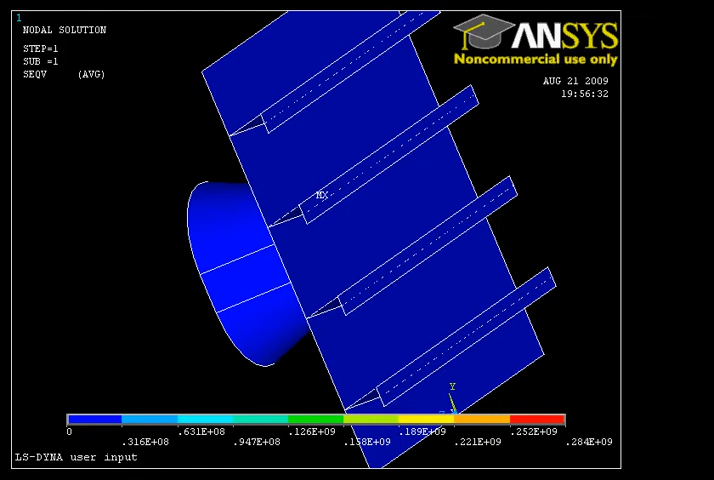 1
NODAL SOLUTION
STEP=1
SUB =1
SEQV (AVG)
ANSYS
Noncommercial use only
AUG 21 2009
19:56:32
MX
Y
0
.316E+08
.631E+08
.947E+08
.126E+09
.158E+09
.189E+09
.221E+09
.252E+09
.284E+09
LS-DYNA user input